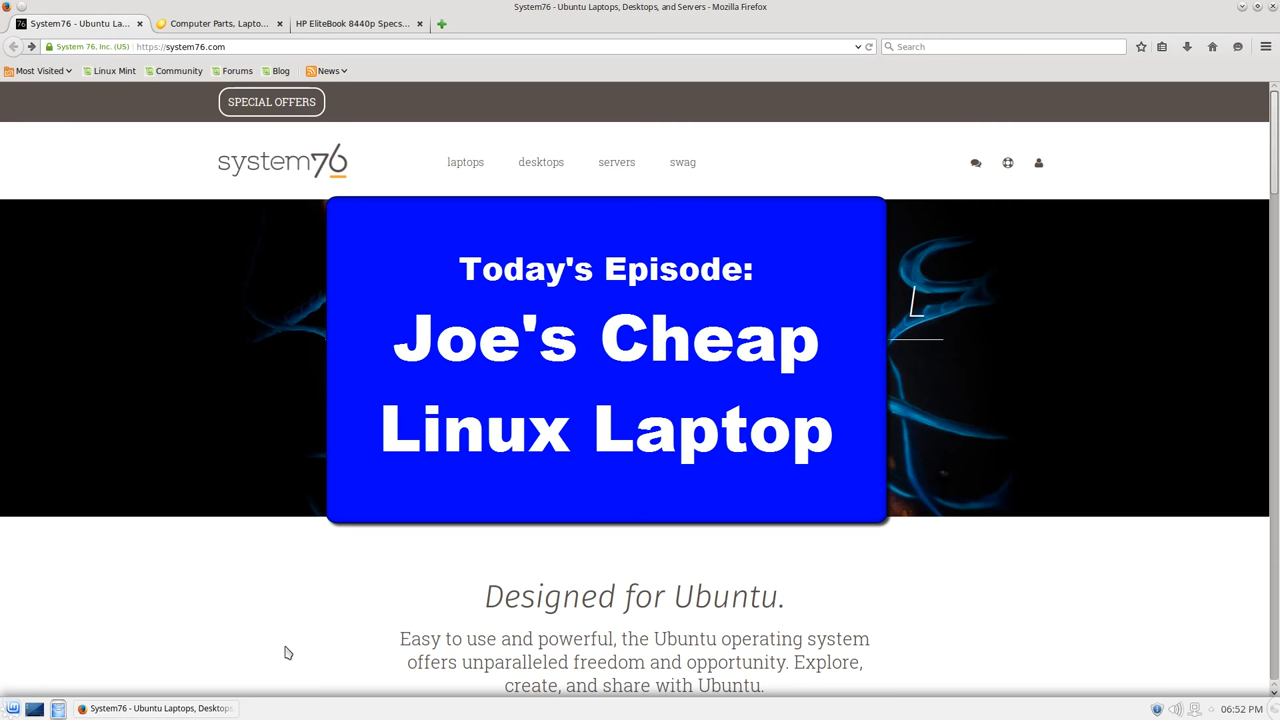 System76 - Ubuntu Laptops, Desktops, and Servers - Mozilla Firefox
System76 - Ubuntu La...
Computer Parts, Lapto...
HP EliteBook 8440p Specs...
System 76, Inc. (US)
https://system76.com
Search
Most Visited
Linux Mint
Community
Forums
Blog
News
SPECIAL OFFERS
system76
laptops
desktops
servers
swag
Today's Episode:
Joe's Cheap
Linux Laptop
Designed for Ubuntu.
Easy to use and powerful, the Ubuntu operating system
offers unparalleled freedom and opportunity. Explore,
create, and share with Ubuntu.
System76 - Ubuntu Laptops, Desktops
06:52 PM